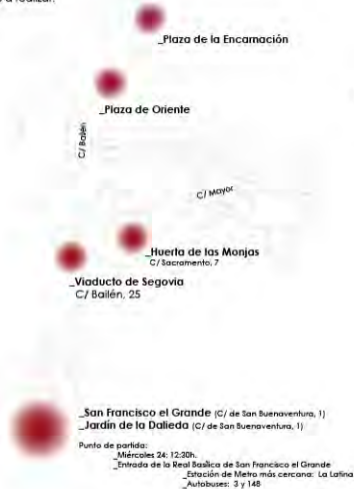 a realizar.
_Plaza de la Encarnación
_Plaza de Oriente
C/ Bailén
C/ Mayor
_Huerta de las Monjas
C/ Sacramento, 7
_Viaducto de Segovia
C/ Bailén, 25
_San Francisco el Grande (C/ de San Buenaventura, 1)
_Jardín de la Dalieda (C/ de San Buenaventura, 1)
Punto de partida:
_Miércoles 24: 12:30h.
_Entrada de la Real Basílica de San Francisco el Grande
_Estación de Metro más cercana: La Latina
_Autobuses: 3 y 148